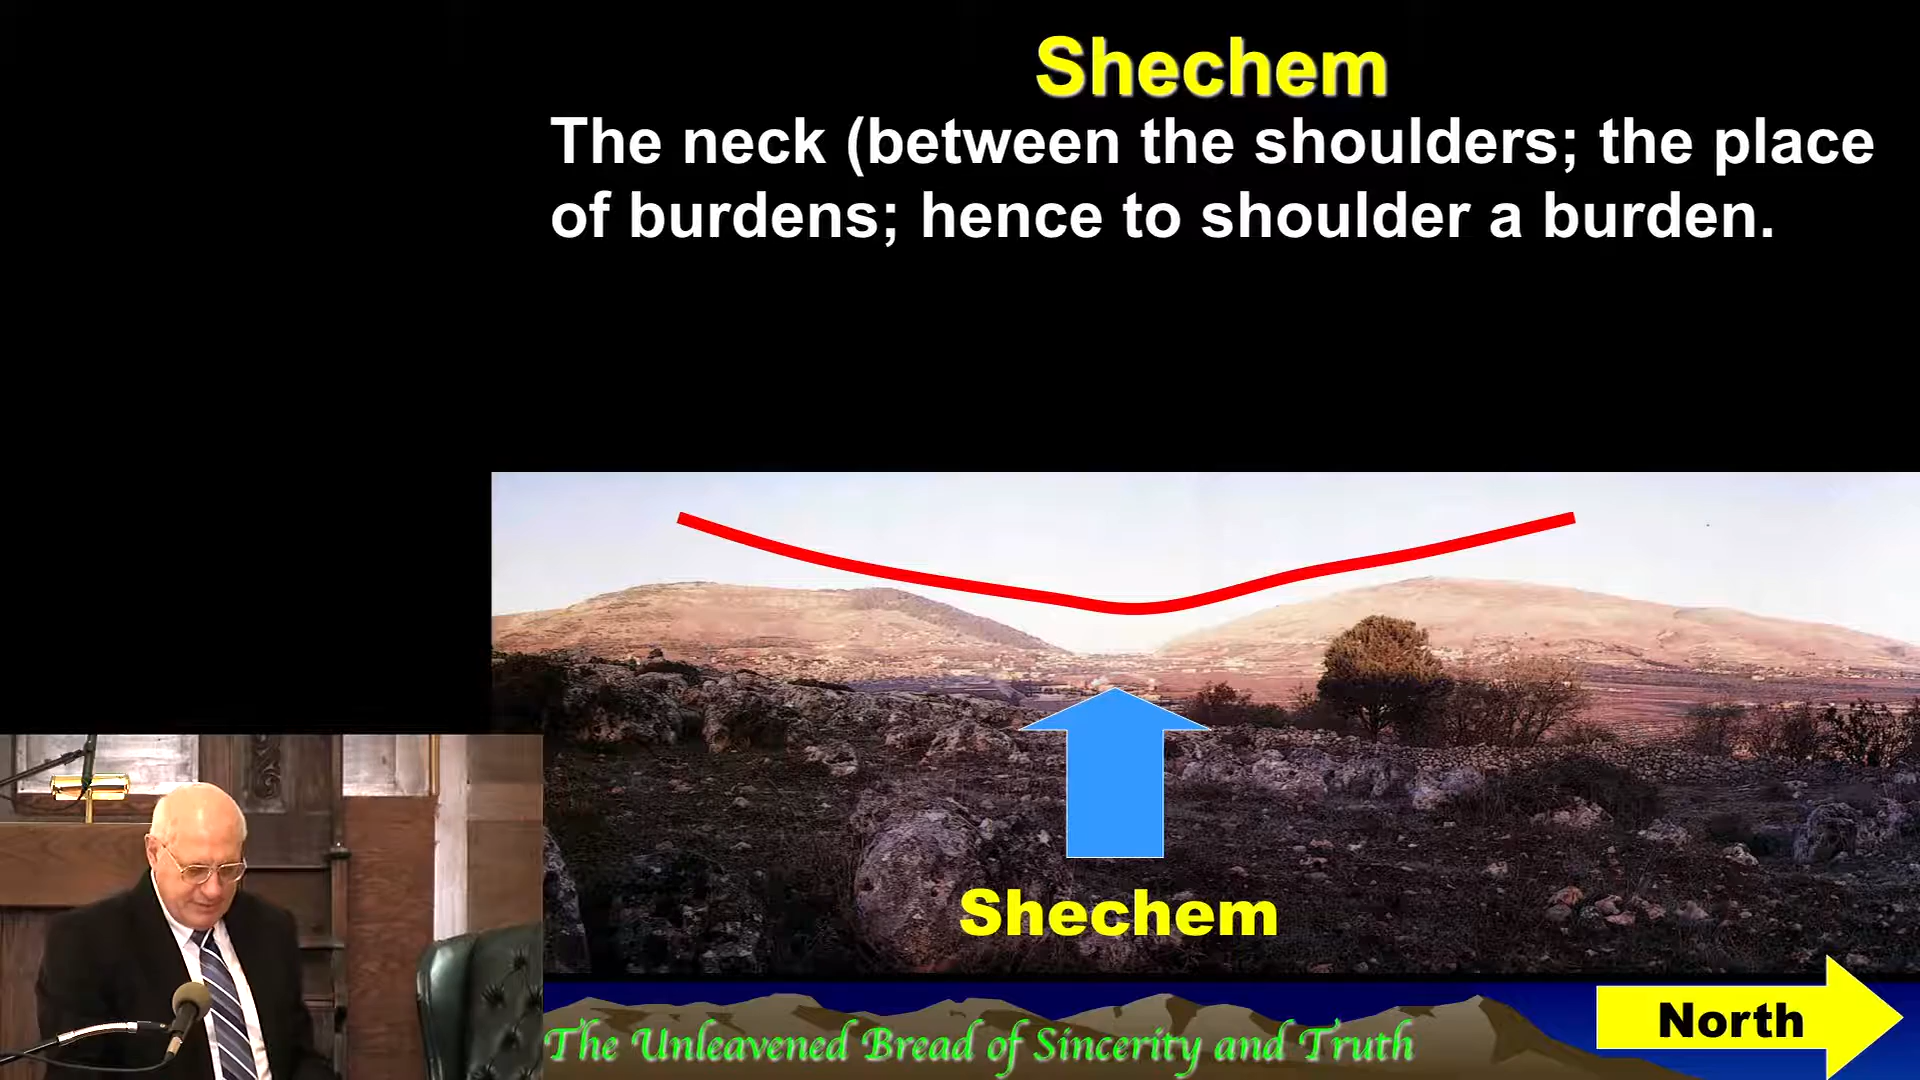 Shechem
The neck (between the shoulders; the place
of burdens; hence to shoulder a burden.
Shechem
North
The Unleavened Bread of Sincerity and Truth